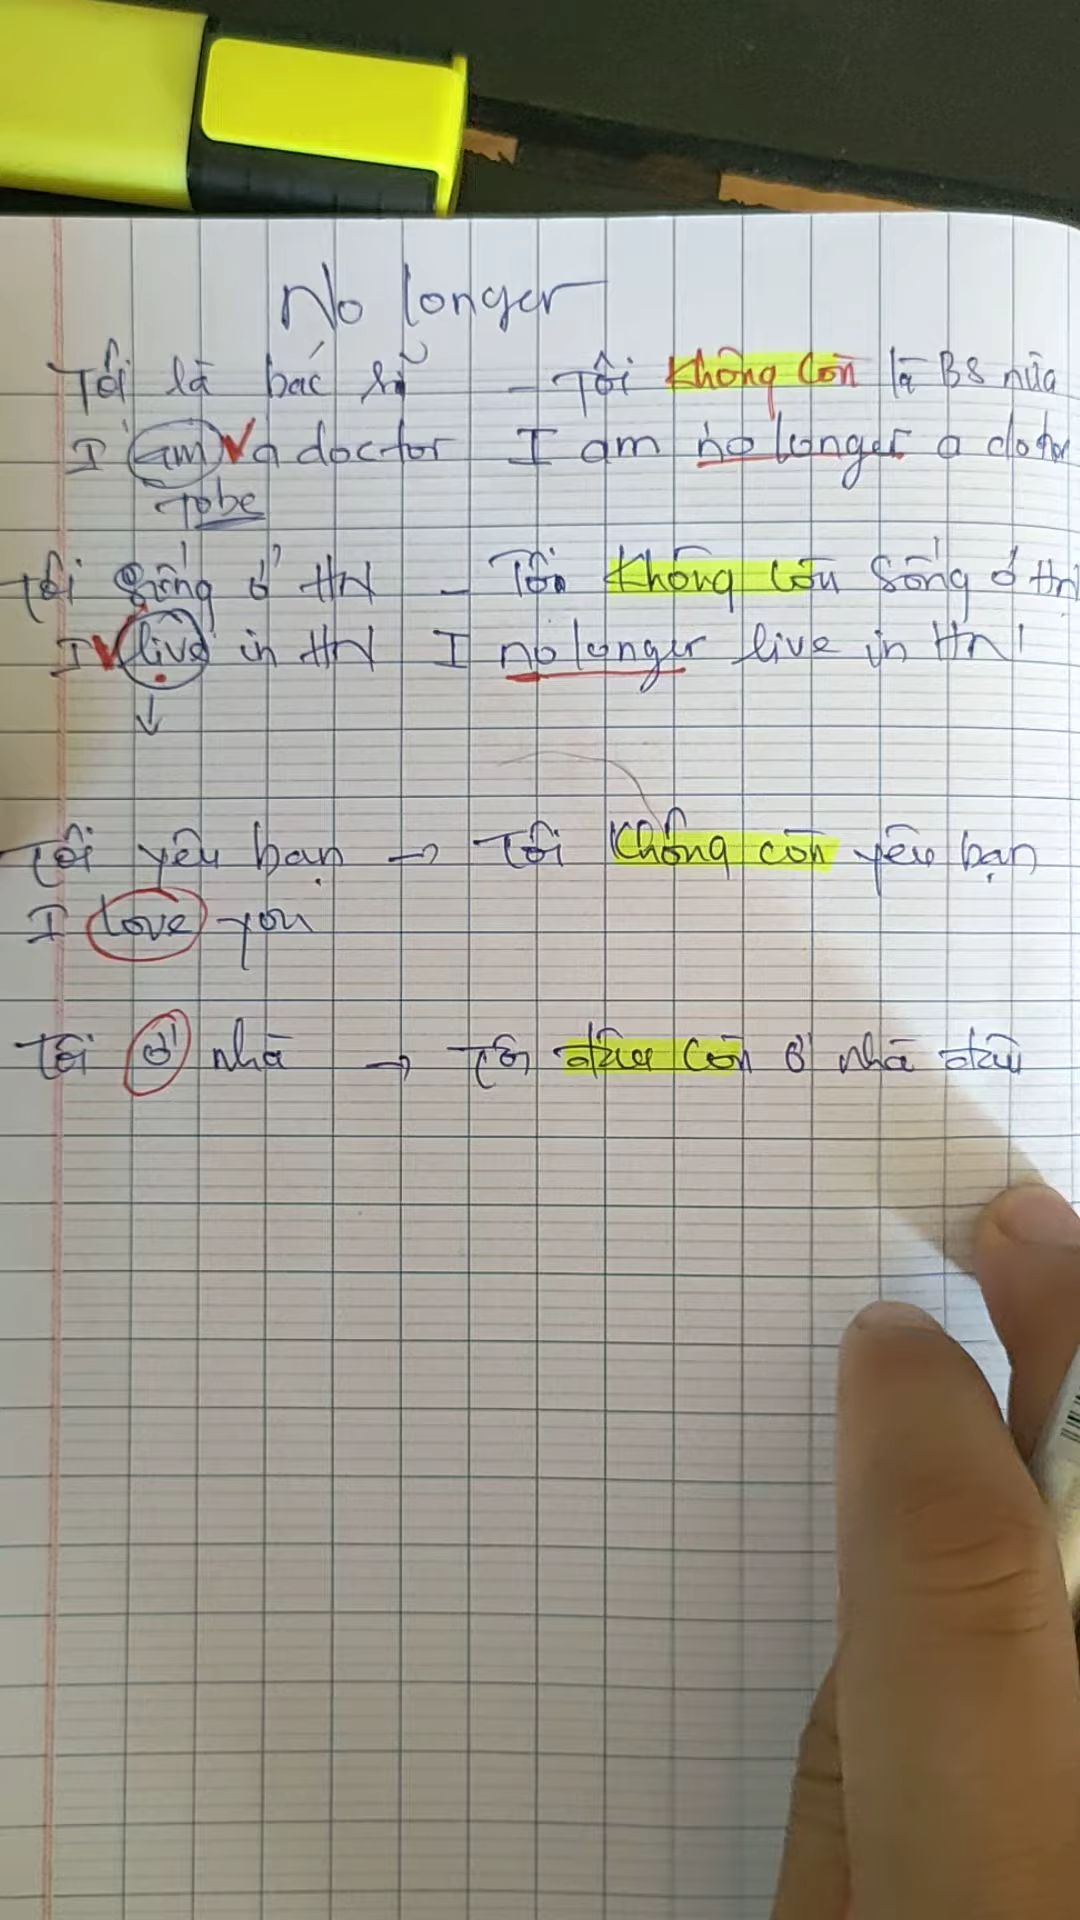 No longer
Tôi là bác sĩ - Tôi không còn là BS nữa
I am a doctor I am no longer a doctor
Tobe
Tôi sống ở HN - Tôi không còn sống ở HN
I live in HN I no longer live in HN
Tôi yêu bạn → Tôi không còn yêu bạn
I love you
Tôi ở nhà → Tôi đâu còn ở nhà đâu